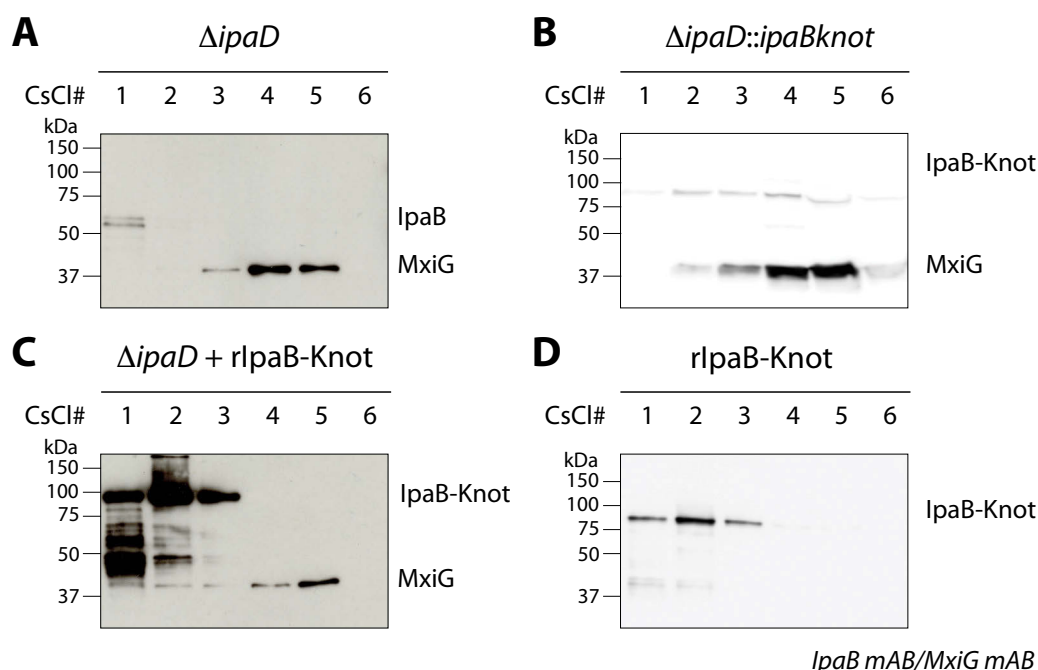 A
ΔipaD
CsCl# 1 2 3 4 5 6
kDa
150
100
75
50
37
IpaB
MxiG
B
ΔipaD::ipaBknot
CsCl# 1 2 3 4 5 6
kDa
150
100
75
50
37
IpaB-Knot
MxiG
C
ΔipaD + rIpaB-Knot
CsCl# 1 2 3 4 5 6
kDa
150
100
75
50
37
IpaB-Knot
MxiG
D
rIpaB-Knot
CsCl# 1 2 3 4 5 6
kDa
150
100
75
50
37
IpaB-Knot
IpaB mAB/MxiG mAB